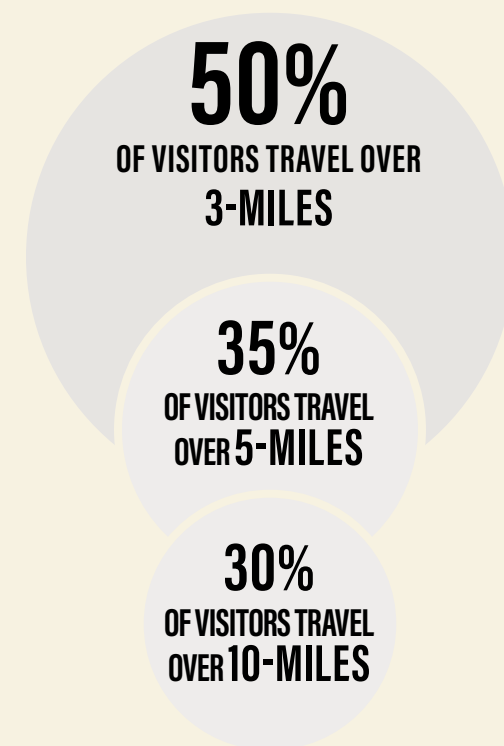 50%
OF VISITORS TRAVEL OVER
3-MILES
35%
OF VISITORS TRAVEL
OVER 5-MILES
30%
OF VISITORS TRAVEL
OVER 10-MILES